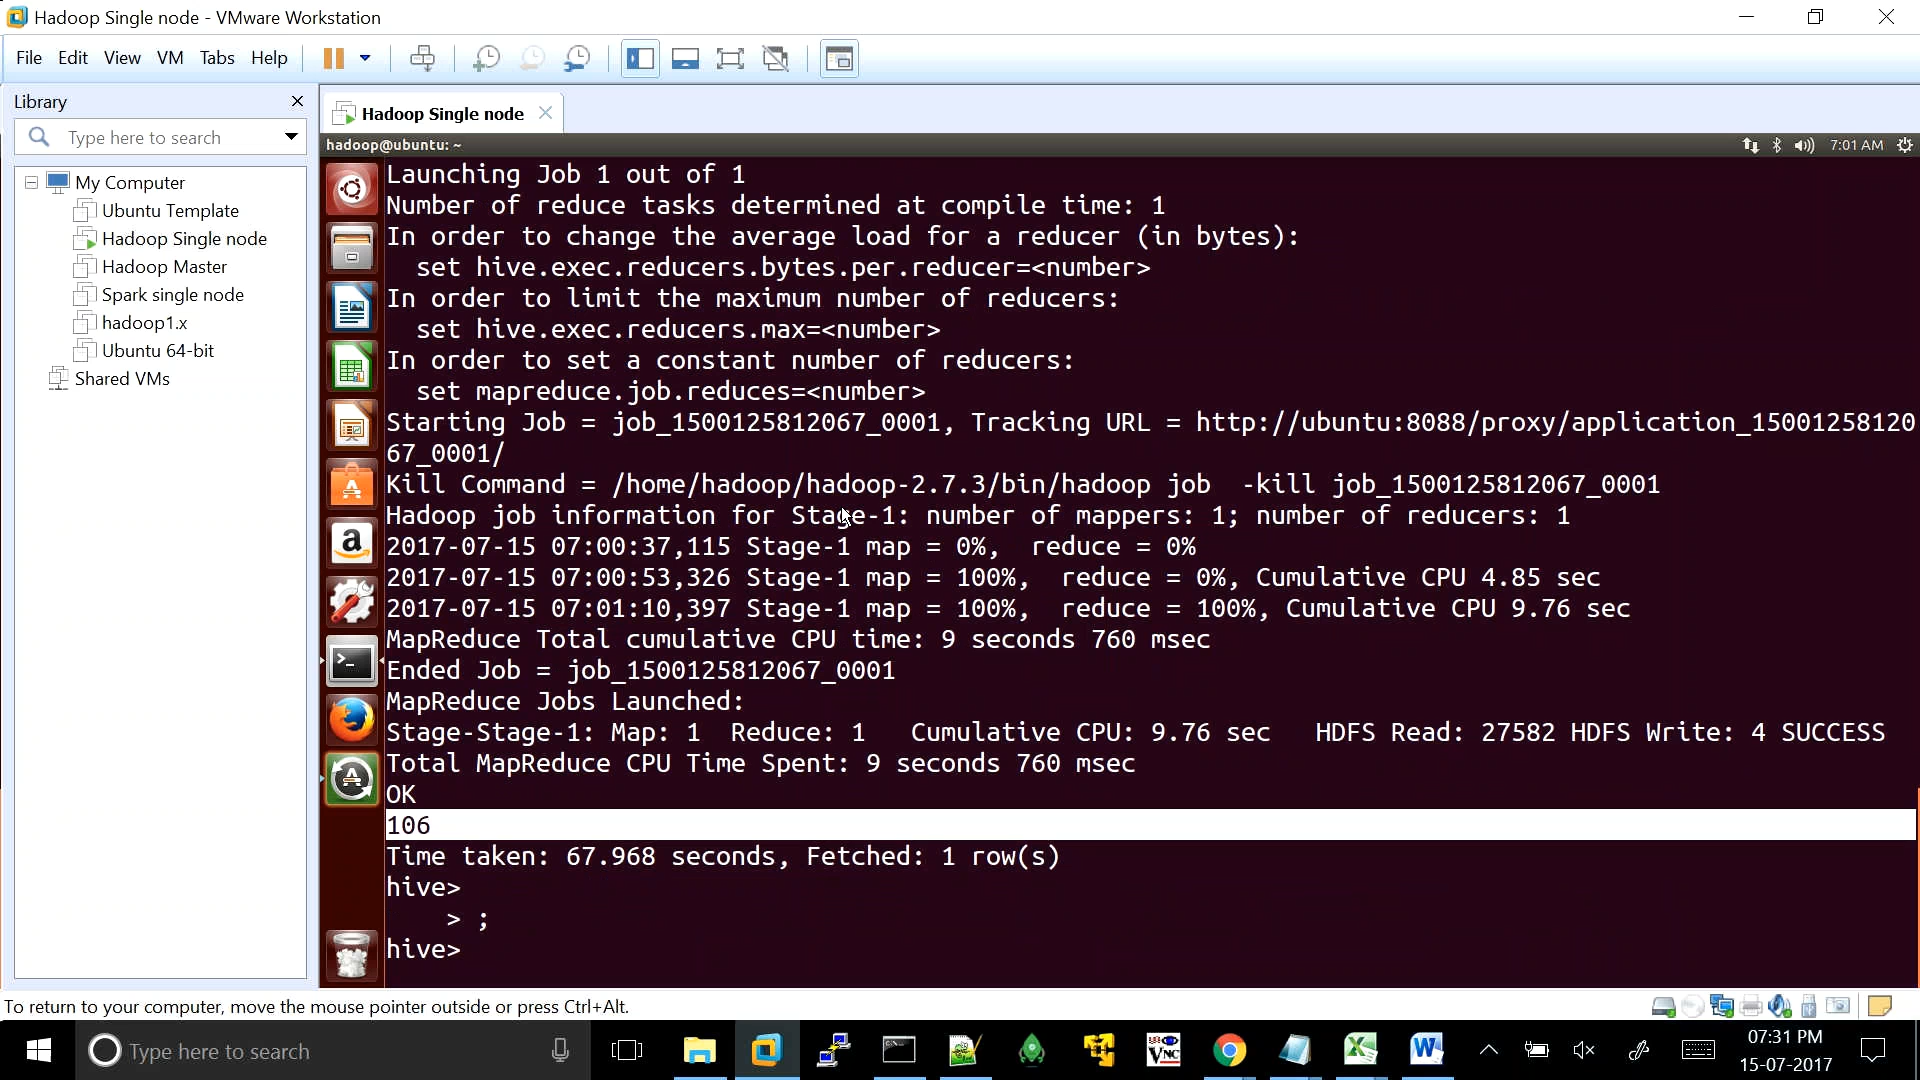 Hadoop Single node - VMware Workstation
File Edit View VM Tabs Help
Library
Type here to search
My Computer
Ubuntu Template
Hadoop Single node
Hadoop Master
Spark single node
hadoop1.x
Ubuntu 64-bit
Shared VMs
Hadoop Single node
hadoop@ubuntu: ~
7:01 AM
Launching Job 1 out of 1
Number of reduce tasks determined at compile time: 1
In order to change the average load for a reducer (in bytes):
  set hive.exec.reducers.bytes.per.reducer=<number>
In order to limit the maximum number of reducers:
  set hive.exec.reducers.max=<number>
In order to set a constant number of reducers:
  set mapreduce.job.reduces=<number>
Starting Job = job_1500125812067_0001, Tracking URL = http://ubuntu:8088/proxy/application_15001258120
67_0001/
Kill Command = /home/hadoop/hadoop-2.7.3/bin/hadoop job  -kill job_1500125812067_0001
Hadoop job information for Stage-1: number of mappers: 1; number of reducers: 1
2017-07-15 07:00:37,115 Stage-1 map = 0%,  reduce = 0%
2017-07-15 07:00:53,326 Stage-1 map = 100%,  reduce = 0%, Cumulative CPU 4.85 sec
2017-07-15 07:01:10,397 Stage-1 map = 100%,  reduce = 100%, Cumulative CPU 9.76 sec
MapReduce Total cumulative CPU time: 9 seconds 760 msec
Ended Job = job_1500125812067_0001
MapReduce Jobs Launched:
Stage-Stage-1: Map: 1  Reduce: 1   Cumulative CPU: 9.76 sec   HDFS Read: 27582 HDFS Write: 4 SUCCESS
Total MapReduce CPU Time Spent: 9 seconds 760 msec
OK
106
Time taken: 67.968 seconds, Fetched: 1 row(s)
hive>
    > ;
hive>
To return to your computer, move the mouse pointer outside or press Ctrl+Alt.
Type here to search
07:31 PM
15-07-2017